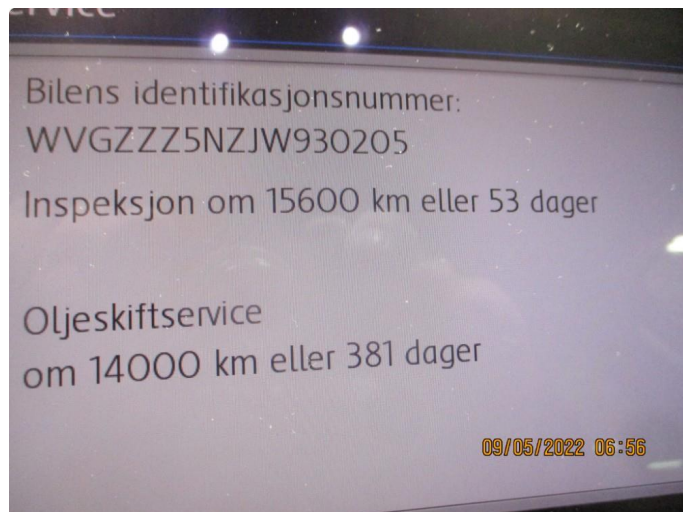 Service
Bilens identifikasjonsnummer:
WVGZZZ5NZJW930205
Inspeksjon om 15600 km eller 53 dager
Oljeskiftservice
om 14000 km eller 381 dager
09/05/2022 06:56